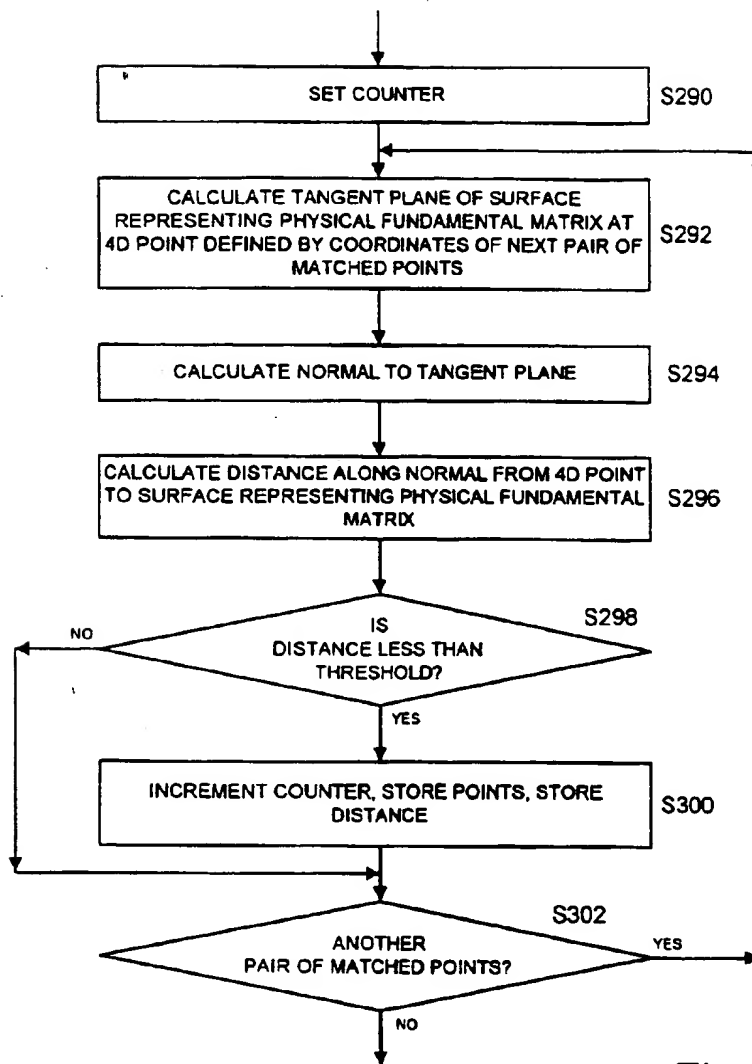 SET COUNTER
S290
CALCULATE TANGENT PLANE OF SURFACE
REPRESENTING PHYSICAL FUNDAMENTAL MATRIX AT
4D POINT DEFINED BY COORDINATES OF NEXT PAIR OF
MATCHED POINTS
S292
CALCULATE NORMAL TO TANGENT PLANE
S294
CALCULATE DISTANCE ALONG NORMAL FROM 4D POINT
TO SURFACE REPRESENTING PHYSICAL FUNDAMENTAL
MATRIX
S296
S298
NO
IS
DISTANCE LESS THAN
THRESHOLD?
YES
INCREMENT COUNTER, STORE POINTS, STORE
DISTANCE
S300
S302
ANOTHER
PAIR OF MATCHED POINTS?
YES
NO